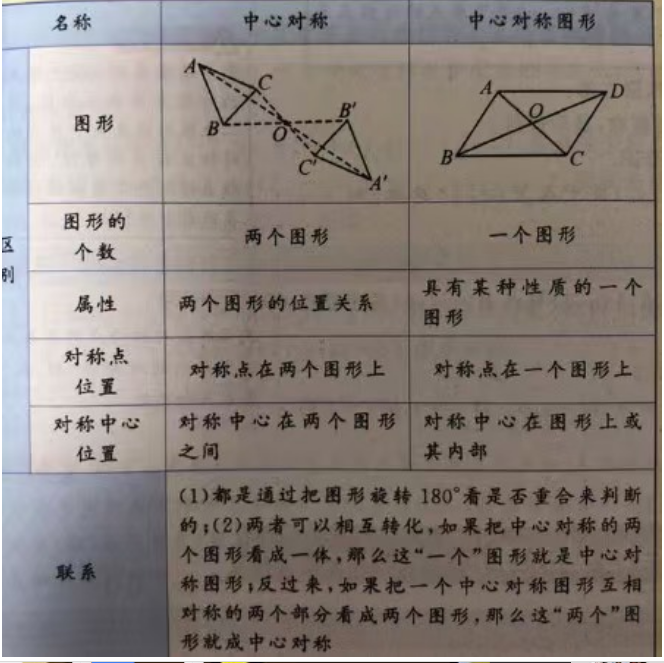 名称 中心对称 中心对称图形
区别
图形
A
C
B
O
B'
C'
A'
A
D
O
B
C
图形的个数 两个图形 一个图形
属性 两个图形的位置关系 具有某种性质的一个图形
对称点位置 对称点在两个图形上 对称点在一个图形上
对称中心位置 对称中心在两个图形之间 对称中心在图形上或其内部
联系
(1)都是通过把图形旋转180°看是否重合来判断
的;(2)两者可以相互转化,如果把中心对称的两
个图形看成一体,那么这“一个”图形就是中心对
称图形;反过来,如果把一个中心对称图形互相
对称的两个部分看成两个图形,那么这“两个”图
形就成中心对称